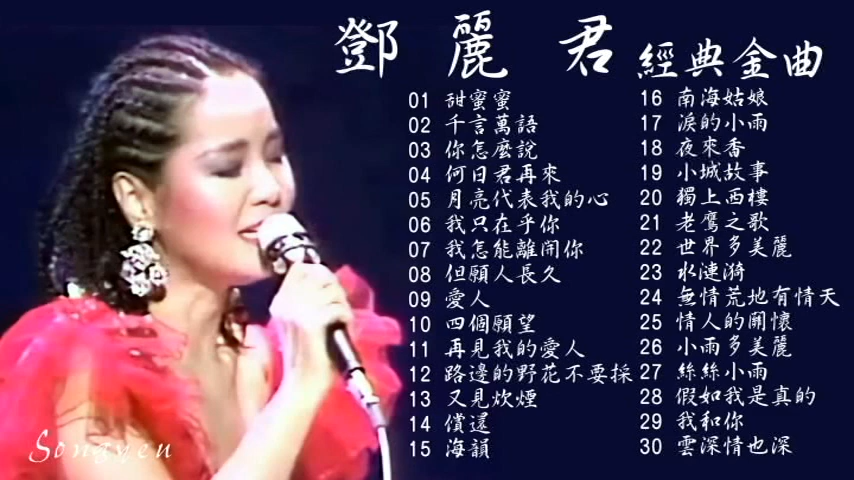 鄧麗君 經典金曲
01 甜蜜蜜
02 千言萬語
03 你怎麼說
04 何日君再來
05 月亮代表我的心
06 我只在乎你
07 我怎能離開你
08 但願人長久
09 愛人
10 四個願望
11 再見我的愛人
12 路邊的野花不要採
13 又見炊煙
14 償還
15 海韻
16 南海姑娘
17 淚的小雨
18 夜來香
19 小城故事
20 獨上西樓
21 老鷹之歌
22 世界多美麗
23 水漣漪
24 無情荒地有情天
25 情人的關懷
26 小雨多美麗
27 絲絲小雨
28 假如我是真的
29 我和你
30 雲深情也深
Songyen